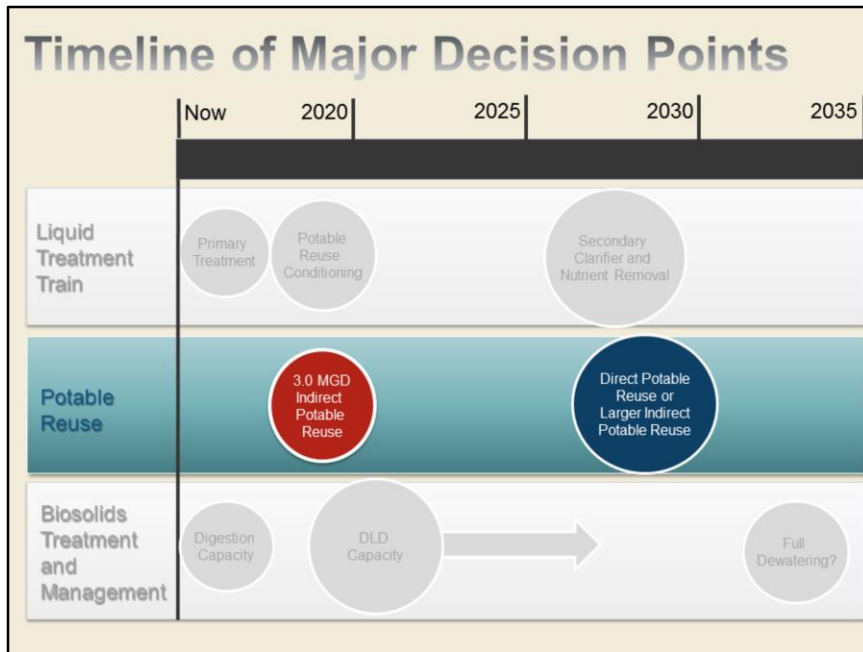 Timeline of Major Decision Points
Now 2020 2025 2030 2035
Liquid
Treatment
Train
Primary
Treatment
Potable
Reuse
Conditioning
Secondary
Clarifier and
Nutrient Removal
Potable
Reuse
3.0 MGD
Indirect
Potable
Reuse
Direct Potable
Reuse or
Larger Indirect
Potable Reuse
Biosolids
Treatment
and
Management
Digestion
Capacity
DLD
Capacity
Full
Dewatering?